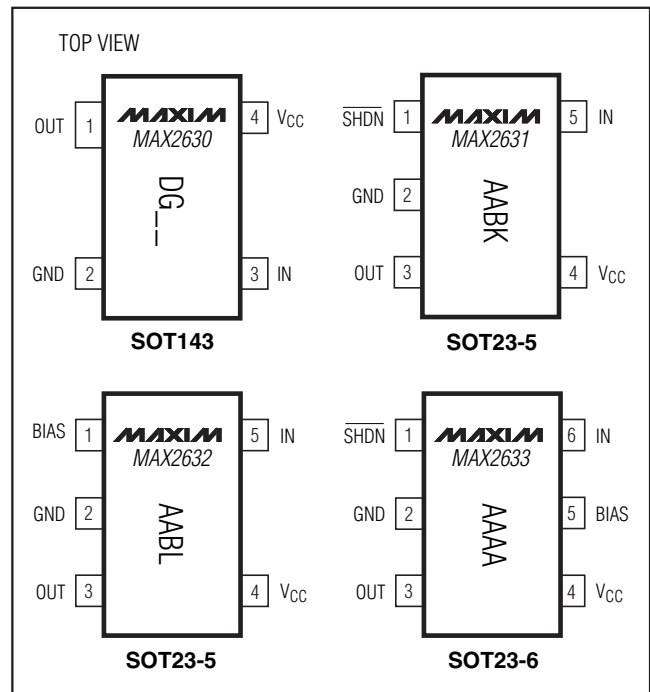 TOP VIEW
OUT 1 MAXIM 4 VCC
MAX2630
DG__
GND 2 3 IN
SOT143
SHDN 1 MAXIM 5 IN
MAX2631
GND 2
AABK
OUT 3 4 VCC
SOT23-5
BIAS 1 MAXIM 5 IN
MAX2632
GND 2
AABL
OUT 3 4 VCC
SOT23-5
SHDN 1 MAXIM 6 IN
MAX2633
GND 2 5 BIAS
AAAA
OUT 3 4 VCC
SOT23-6